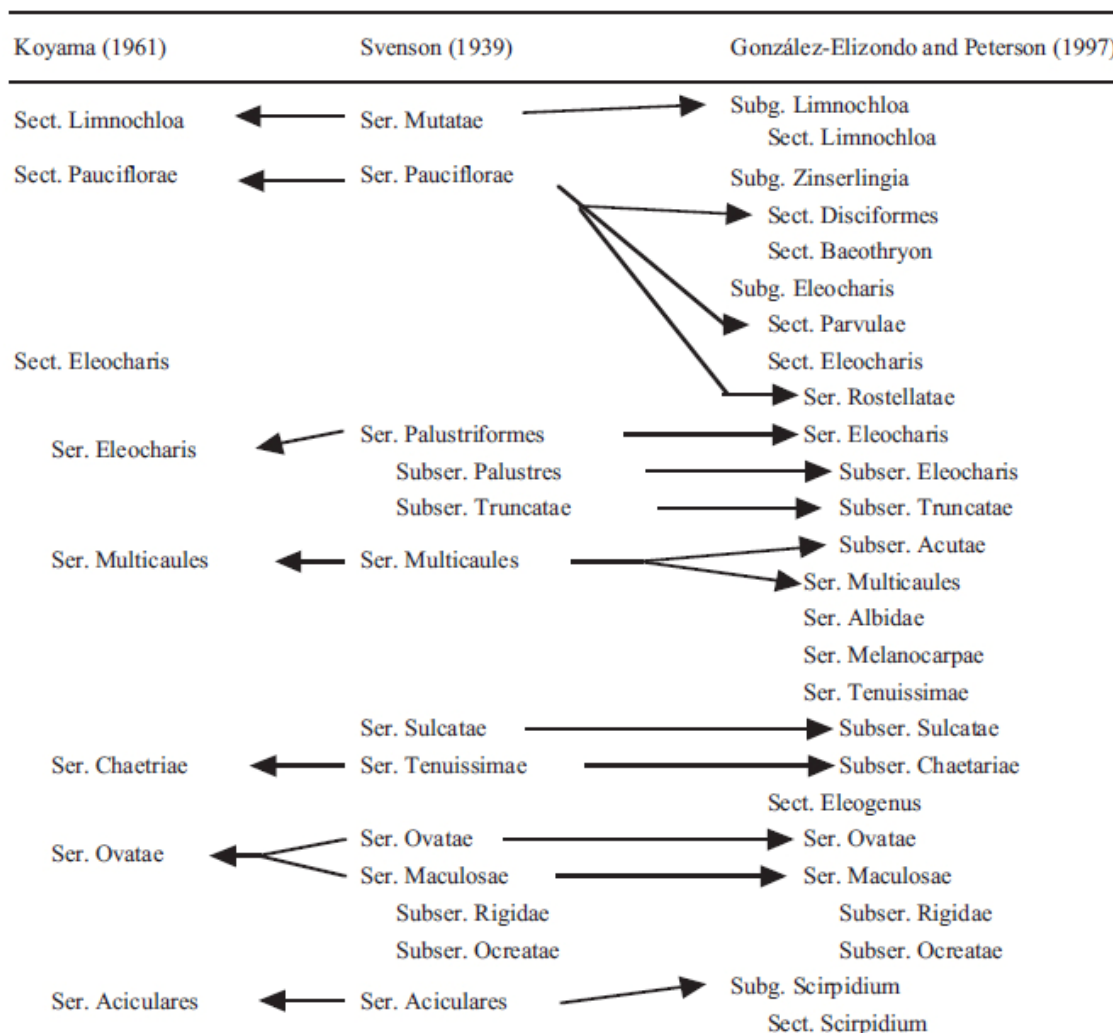 Koyama (1961) Svenson (1939) González-Elizondo and Peterson (1997)
Sect. Limnochloa Ser. Mutatae Subg. Limnochloa
Sect. Limnochloa
Sect. Pauciflorae Ser. Pauciflorae Subg. Zinserlingia
Sect. Disciformes
Sect. Baeothryon
Subg. Eleocharis
Sect. Parvulae
Sect. Eleocharis Sect. Eleocharis
Ser. Rostellatae
Ser. Eleocharis Ser. Palustriformes Ser. Eleocharis
Subser. Palustres Subser. Eleocharis
Subser. Truncatae Subser. Truncatae
Subser. Acutae
Ser. Multicaules Ser. Multicaules Ser. Multicaules
Ser. Albidae
Ser. Melanocarpae
Ser. Tenuissimae
Ser. Sulcatae Subser. Sulcatae
Ser. Chaetriae Ser. Tenuissimae Subser. Chaetariae
Sect. Eleogenus
Ser. Ovatae Ser. Ovatae Ser. Ovatae
Ser. Maculosae Ser. Maculosae
Subser. Rigidae Subser. Rigidae
Subser. Ocreatae Subser. Ocreatae
Ser. Aciculares Ser. Aciculares Subg. Scirpidium
Sect. Scirpidium